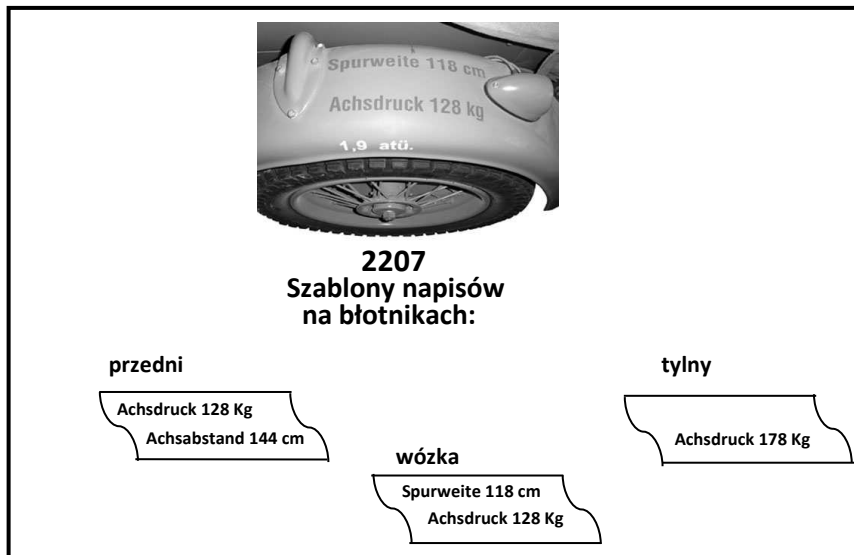 Spurweite 118 cm
Achsdruck 128 kg
1,9 atü.
2207
Szablony napisów
na błotnikach:
przedni
Achsdruck 128 Kg
Achsabstand 144 cm
tylny
Achsdruck 178 Kg
wózka
Spurweite 118 cm
Achsdruck 128 Kg